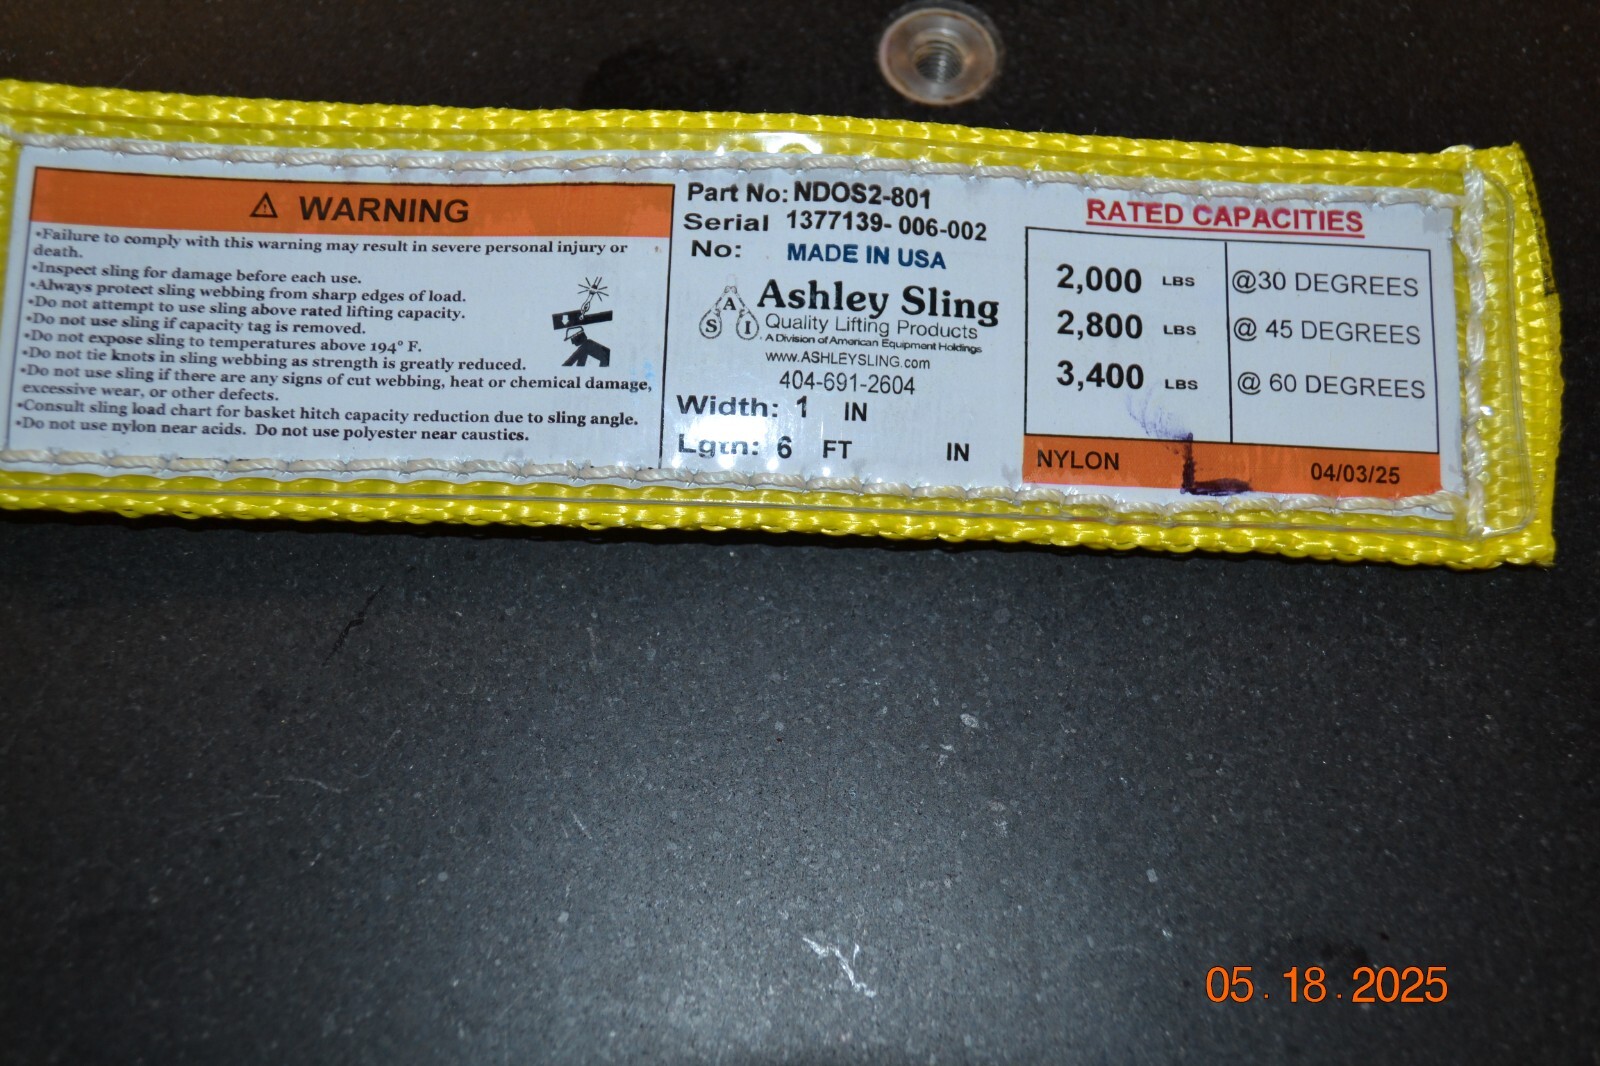 WARNING
•Failure to comply with this warning may result in severe personal injury or
death.
•Inspect sling for damage before each use.
•Always protect sling webbing from sharp edges of load.
•Do not attempt to use sling above rated lifting capacity.
•Do not use sling if capacity tag is removed.
•Do not expose sling to temperatures above 194° F.
•Do not tie knots in sling webbing as strength is greatly reduced.
•Do not use sling if there are any signs of cut webbing, heat or chemical damage,
excessive wear, or other defects.
•Consult sling load chart for basket hitch capacity reduction due to sling angle.
•Do not use nylon near acids. Do not use polyester near caustics.
Part No: NDOS2-801
Serial 1377139- 006-002
No: MADE IN USA
S A I
Ashley Sling
Quality Lifting Products
A Division of American Equipment Holdings
www.ASHLEYSLING.com
404-691-2604
Width: 1 IN
Lgth: 6 FT IN
RATED CAPACITIES
2,000 LBS @30 DEGREES
2,800 LBS @ 45 DEGREES
3,400 LBS @ 60 DEGREES
NYLON 04/03/25
L
05.18.2025